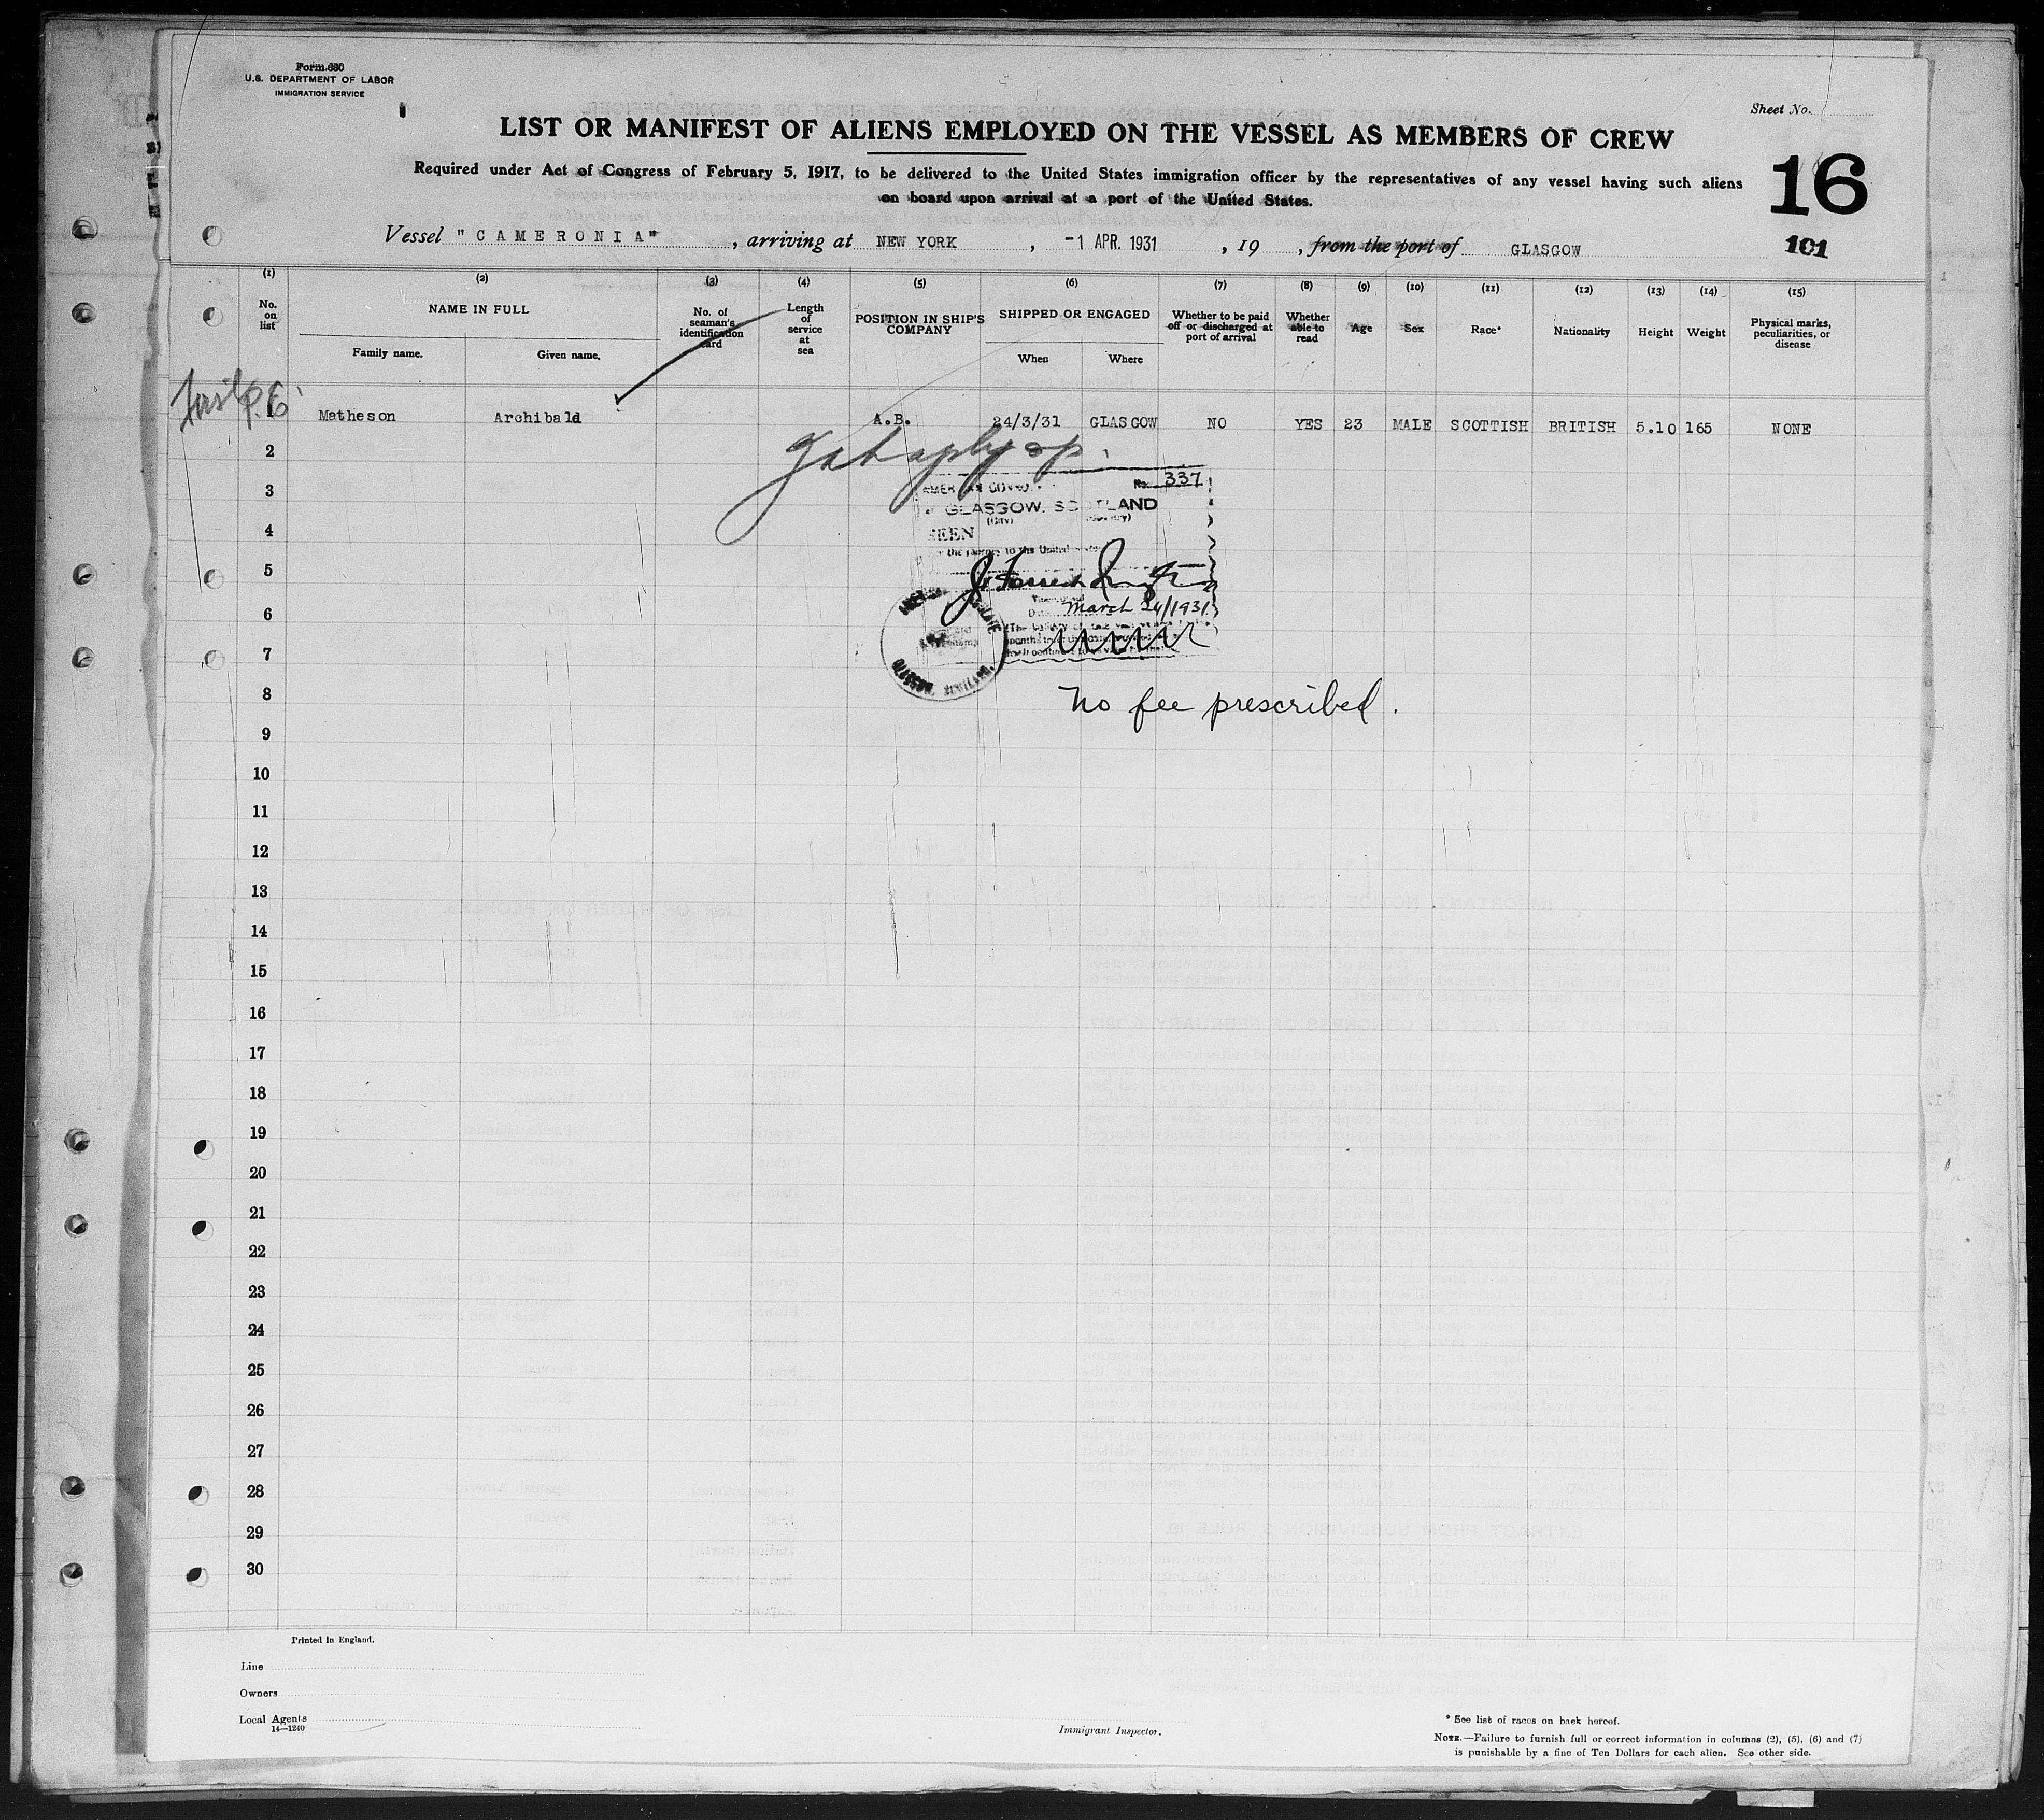 Form 680
U.S. DEPARTMENT OF LABOR
IMMIGRATION SERVICE
Sheet No.
LIST OR MANIFEST OF ALIENS EMPLOYED ON THE VESSEL AS MEMBERS OF CREW
Required under Act of Congress of February 5, 1917, to be delivered to the United States immigration officer by the representatives of any vessel having such aliens
on board upon arrival at a port of the United States.
16
Vessel "CAMERONIA", arriving at NEW YORK, -1 APR. 1931, 19 , from the port of GLASGOW
101
(1) (2) (3) (4) (5) (6) (7) (8) (9) (10) (11) (12) (13) (14) (15)
No. on list
NAME IN FULL
Family name. Given name.
No. of seaman's identification card
Length of service at sea
POSITION IN SHIP'S COMPANY
SHIPPED OR ENGAGED
When Where
Whether to be paid off or discharged at port of arrival
Whether able to read
Age
Sex
Race*
Nationality
Height
Weight
Physical marks, peculiarities, or disease
1 Matheson Archibald A.B. 24/3/31 GLASGOW NO YES 23 MALE SCOTTISH BRITISH 5.10 165 NONE
2
3
No. 337
GLASGOW, SCOTLAND
(City) (Country)
4
SEEN
the journey to the United States
5
March 24/1931
6
7
No fee prescribed.
8
9
10
11
12
13
14
15
16
17
18
19
20
21
22
23
24
25
26
27
28
29
30
Printed in England.
Line
Owners
Local Agents
14—1240
Immigrant Inspector.
* See list of races on back hereof.
NOTE.—Failure to furnish full or correct information in columns (2), (5), (6) and (7)
is punishable by a fine of Ten Dollars for each alien. See other side.